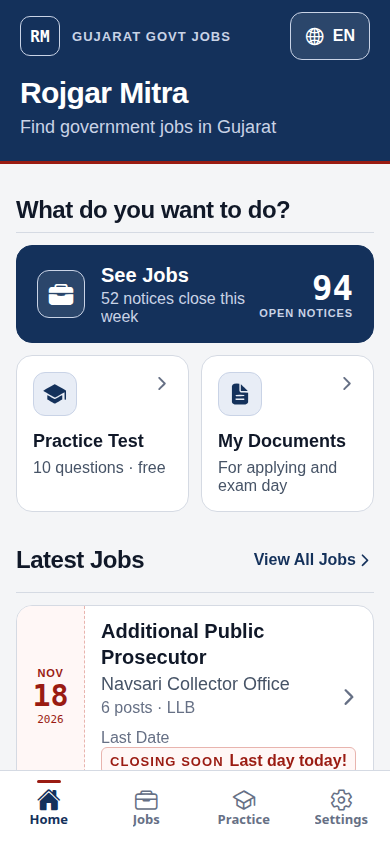 RM
GUJARAT GOVT JOBS
EN
Rojgar Mitra
Find government jobs in Gujarat
What do you want to do?
See Jobs
52 notices close this
week
94
OPEN NOTICES
Practice Test
10 questions · free
My Documents
For applying and
exam day
Latest Jobs
View All Jobs
NOV
18
2026
Additional Public
Prosecutor
Navsari Collector Office
6 posts · LLB
Last Date
CLOSING SOON Last day today!
Home
Jobs
Practice
Settings